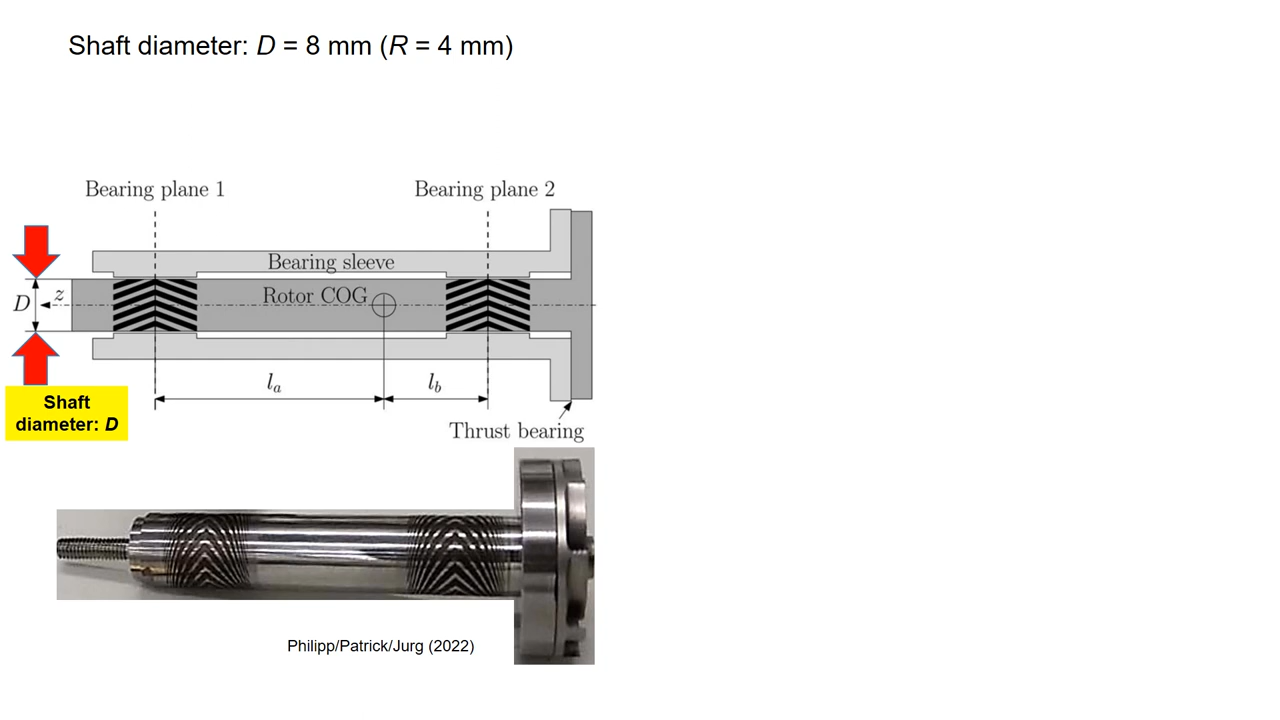 Shaft diameter: D = 8 mm (R = 4 mm)
Bearing plane 1
Bearing plane 2
Bearing sleeve
Rotor COG
D
z
Shaft
diameter: D
la
lb
Thrust bearing
Philipp/Patrick/Jurg (2022)